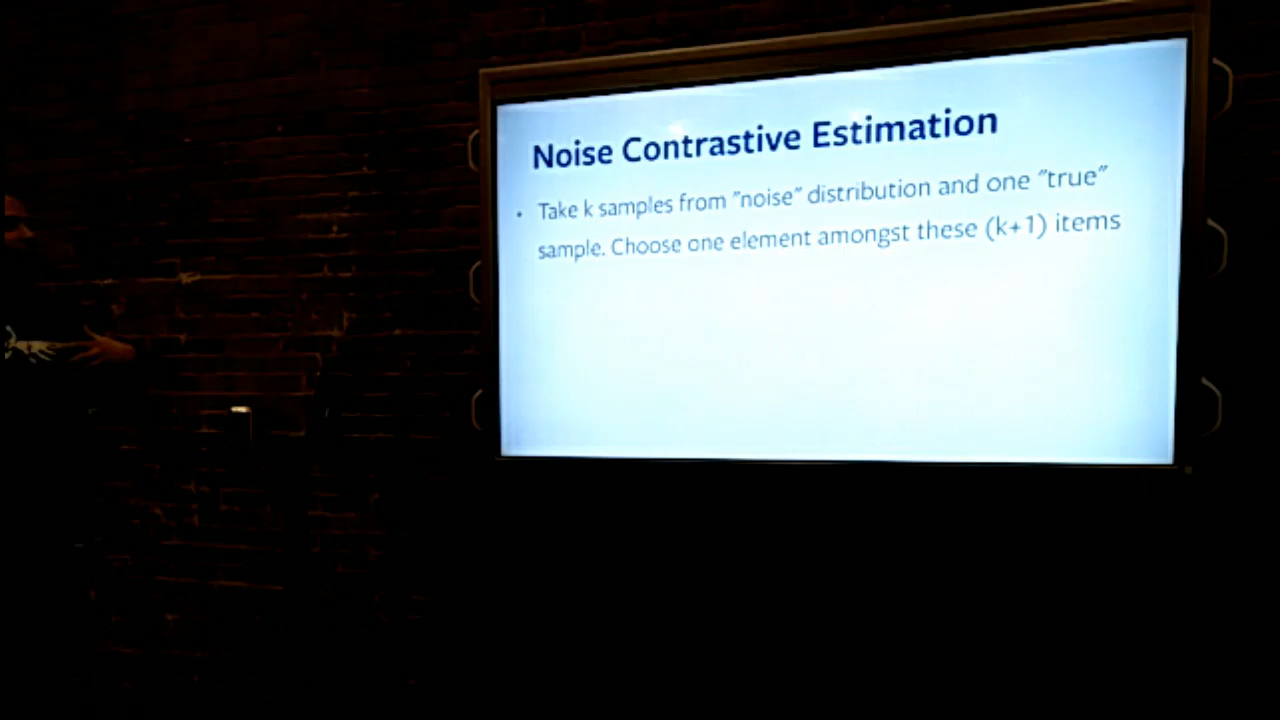 Noise Contrastive Estimation
• Take k samples from "noise" distribution and one "true"
sample. Choose one element amongst these (k+1) items